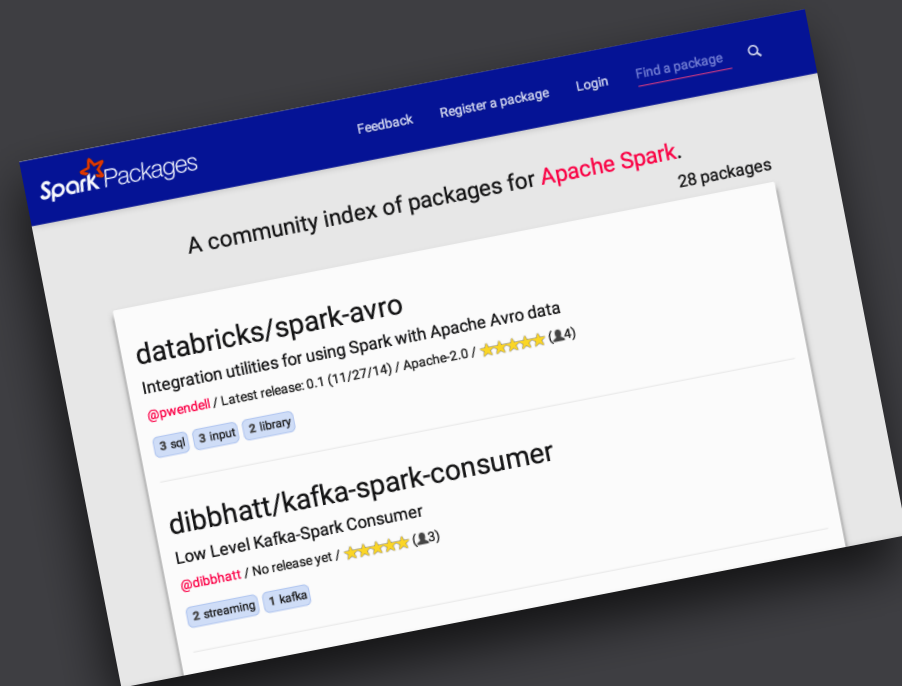 Spark Packages
Feedback
Register a package
Login
Find a package
A community index of packages for Apache Spark.
28 packages
databricks/spark-avro
Integration utilities for using Spark with Apache Avro data
@pwendell / Latest release: 0.1 (11/27/14) / Apache-2.0 / ★★★★★ (👤4)
3 sql
3 input
2 library
dibbhatt/kafka-spark-consumer
Low Level Kafka-Spark Consumer
@dibbhatt / No release yet / ★★★★★ (👤3)
2 streaming
1 kafka